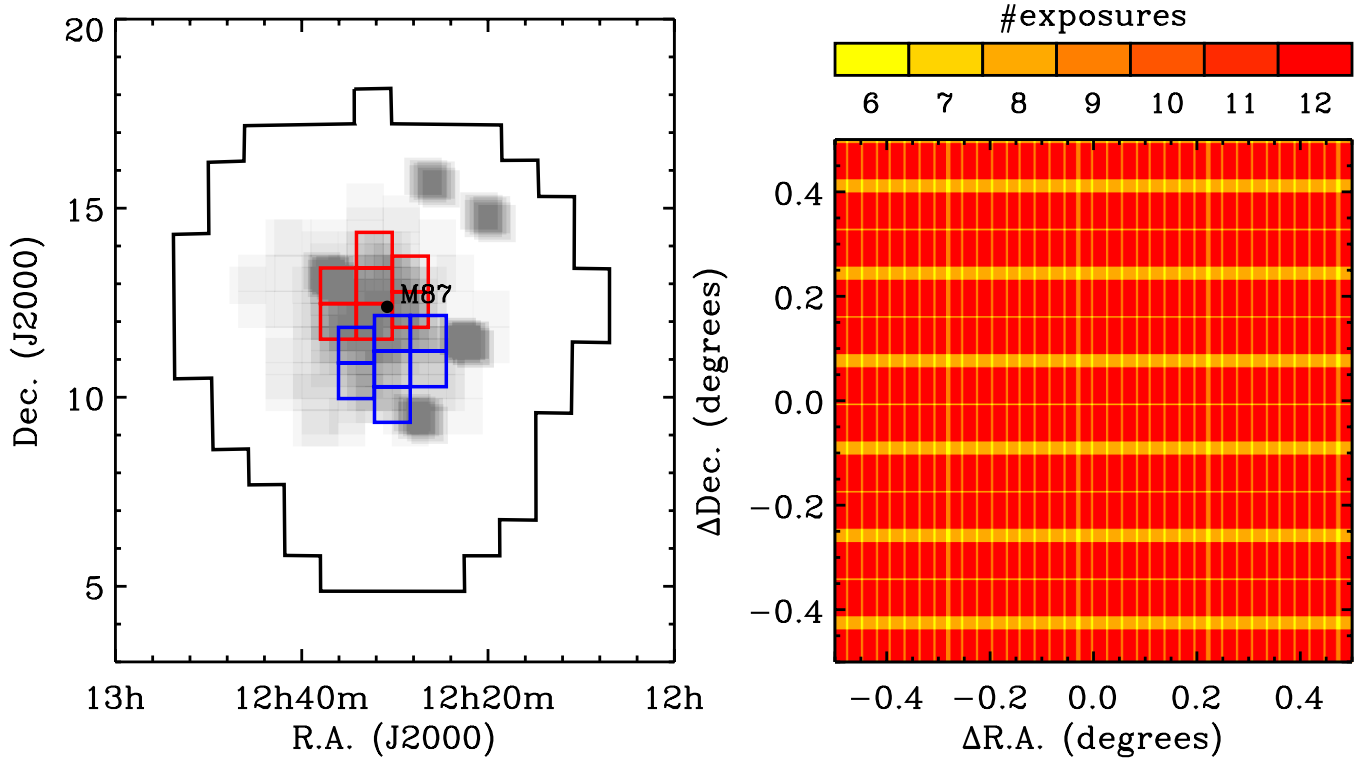 20
15
10
5
Dec. (J2000)
M87
13h 12h40m 12h20m 12h
R.A. (J2000)
#exposures
6 7 8 9 10 11 12
0.4
0.2
0.0
−0.2
−0.4
ΔDec. (degrees)
−0.4 −0.2 0.0 0.2 0.4
ΔR.A. (degrees)